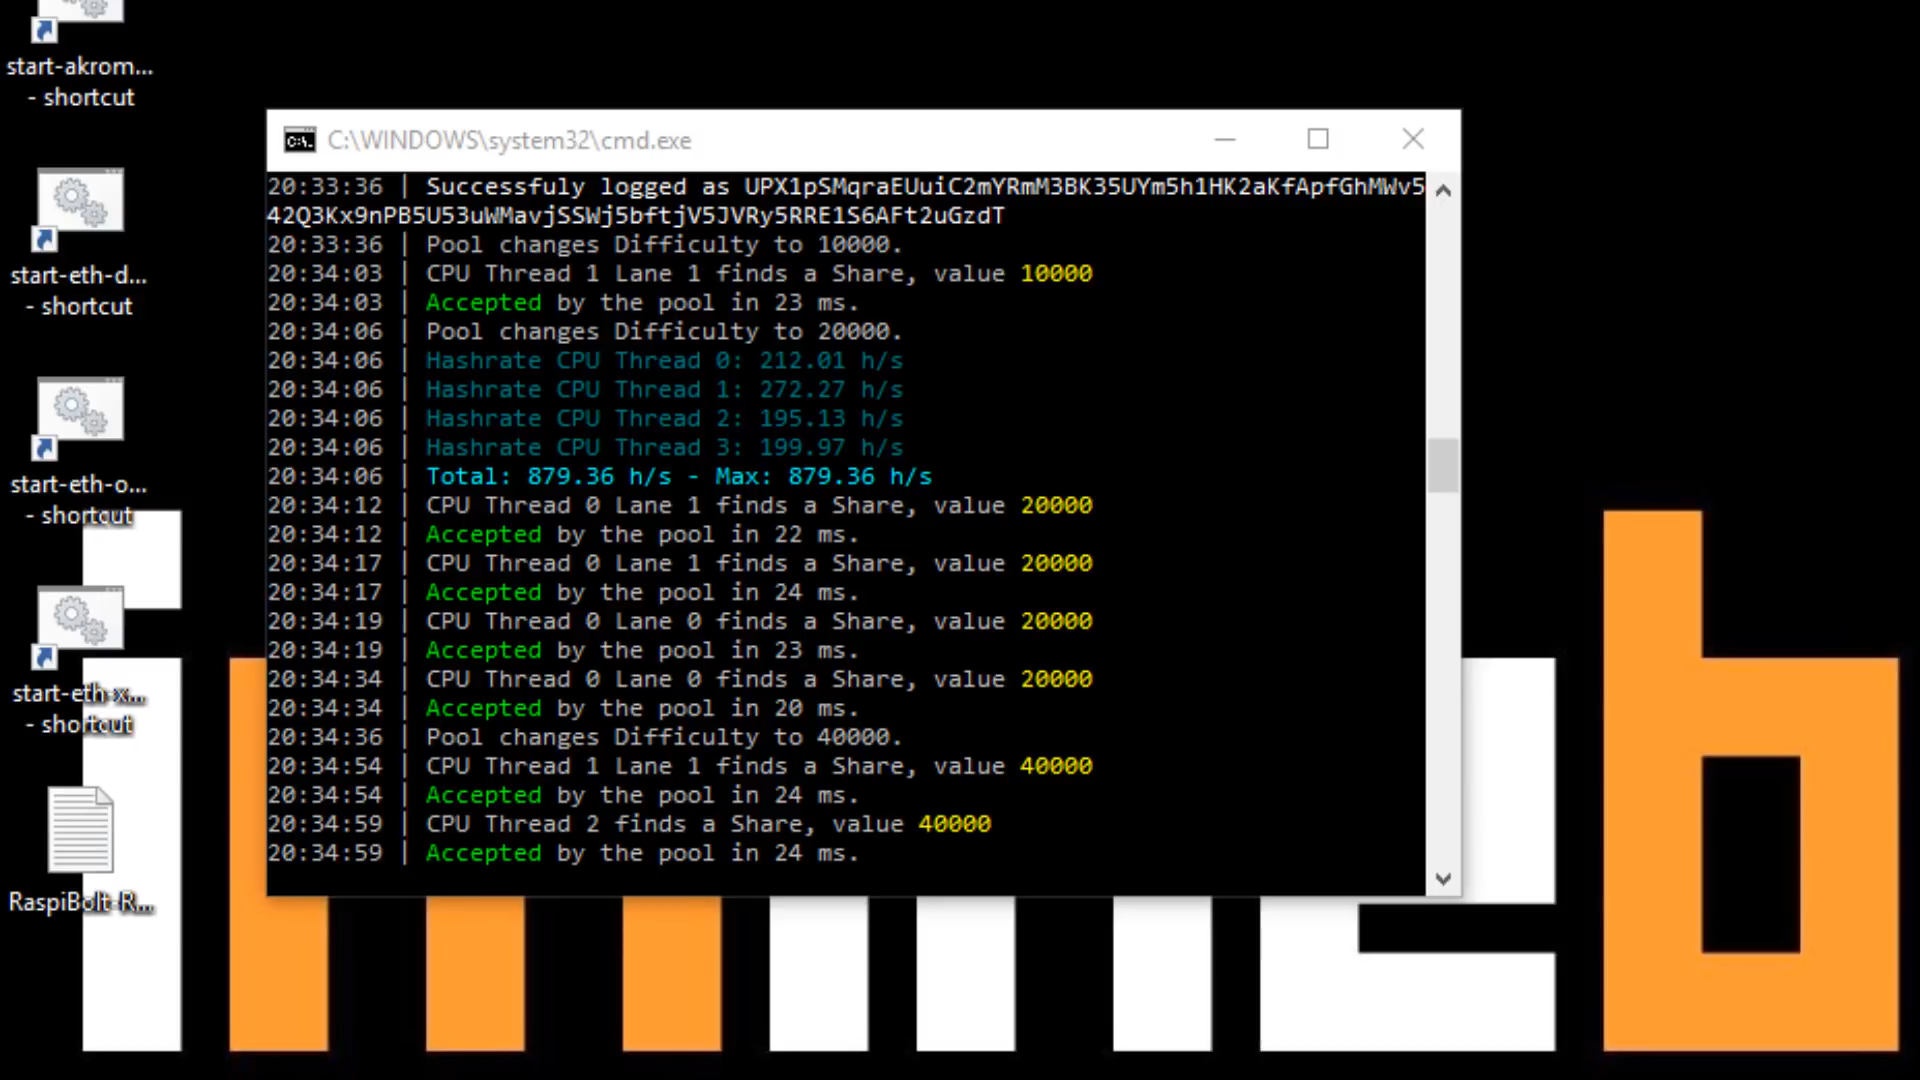 start-akrom...
- shortcut
start-eth-d...
- shortcut
start-eth-o...
- shortcut
start-eth-x...
- shortcut
RaspiBolt-R...
C:\WINDOWS\system32\cmd.exe
20:33:36 | Successfuly logged as UPX1pSMqraEUuiC2mYRmM3BK35UYm5h1HK2aKfApfGhMWv5
42Q3Kx9nPB5U53uWMavjSSWj5bftjV5JVRy5RRE1S6AFt2uGzdT
20:33:36 | Pool changes Difficulty to 10000.
20:34:03 | CPU Thread 1 Lane 1 finds a Share, value 10000
20:34:03 | Accepted by the pool in 23 ms.
20:34:06 | Pool changes Difficulty to 20000.
20:34:06 | Hashrate CPU Thread 0: 212.01 h/s
20:34:06 | Hashrate CPU Thread 1: 272.27 h/s
20:34:06 | Hashrate CPU Thread 2: 195.13 h/s
20:34:06 | Hashrate CPU Thread 3: 199.97 h/s
20:34:06 | Total: 879.36 h/s - Max: 879.36 h/s
20:34:12 | CPU Thread 0 Lane 1 finds a Share, value 20000
20:34:12 | Accepted by the pool in 22 ms.
20:34:17 | CPU Thread 0 Lane 1 finds a Share, value 20000
20:34:17 | Accepted by the pool in 24 ms.
20:34:19 | CPU Thread 0 Lane 0 finds a Share, value 20000
20:34:19 | Accepted by the pool in 23 ms.
20:34:34 | CPU Thread 0 Lane 0 finds a Share, value 20000
20:34:34 | Accepted by the pool in 20 ms.
20:34:36 | Pool changes Difficulty to 40000.
20:34:54 | CPU Thread 1 Lane 1 finds a Share, value 40000
20:34:54 | Accepted by the pool in 24 ms.
20:34:59 | CPU Thread 2 finds a Share, value 40000
20:34:59 | Accepted by the pool in 24 ms.